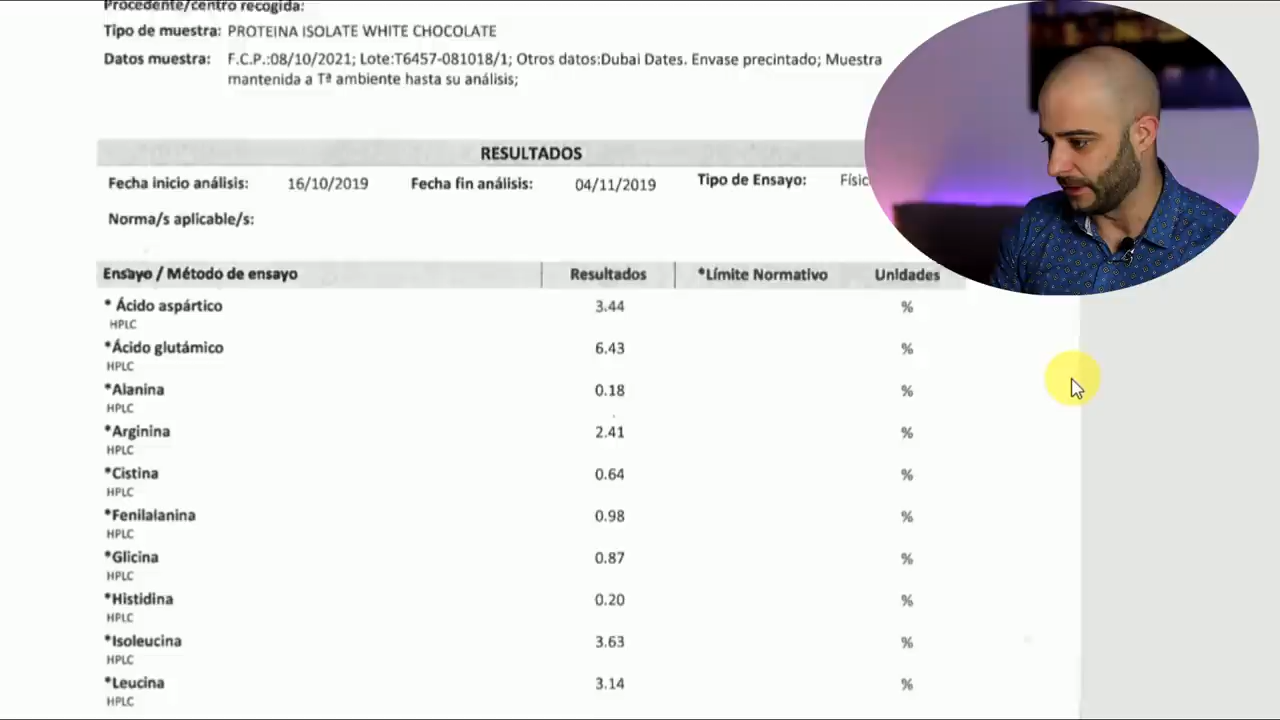 Procedente/centro recogida:
Tipo de muestra: PROTEINA ISOLATE WHITE CHOCOLATE
Datos muestra: F.C.P.:08/10/2021; Lote:T6457-081018/1; Otros datos:Dubai Dates. Envase precintado; Muestra
mantenida a Tª ambiente hasta su análisis;
RESULTADOS
Fecha inicio análisis: 16/10/2019 Fecha fin análisis: 04/11/2019 Tipo de Ensayo:
Norma/s aplicable/s:
Ensayo / Método de ensayo Resultados *Límite Normativo Unidades
* Ácido aspártico 3.44 %
HPLC
*Ácido glutámico 6.43 %
HPLC
*Alanina 0.18 %
HPLC
*Arginina 2.41 %
HPLC
*Cistina 0.64 %
HPLC
*Fenilalanina 0.98 %
HPLC
*Glicina 0.87 %
HPLC
*Histidina 0.20 %
HPLC
*Isoleucina 3.63 %
HPLC
*Leucina 3.14 %
HPLC